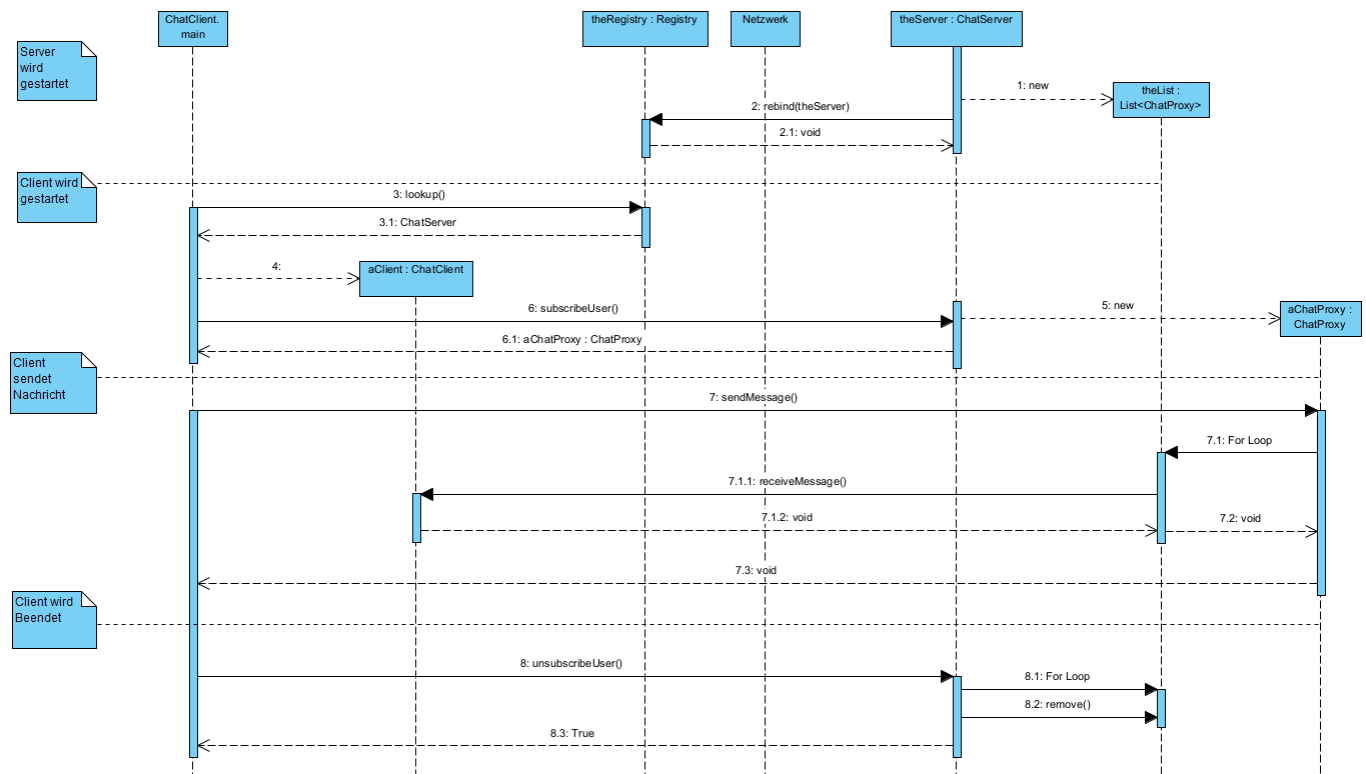 ChatClient.
main
theRegistry : Registry
Netzwerk
theServer : ChatServer
Server
wird
gestartet
1: new
theList :
List<ChatProxy>
2: rebind(theServer)
2.1: void
Client wird
gestartet
3: lookup()
3.1: ChatServer
4:
aClient : ChatClient
6: subscribeUser()
5: new
aChatProxy :
ChatProxy
6.1: aChatProxy : ChatProxy
Client
sendet
Nachricht
7: sendMessage()
7.1: For Loop
7.1.1: receiveMessage()
7.1.2: void
7.2: void
7.3: void
Client wird
Beendet
8: unsubscribeUser()
8.1: For Loop
8.2: remove()
8.3: True